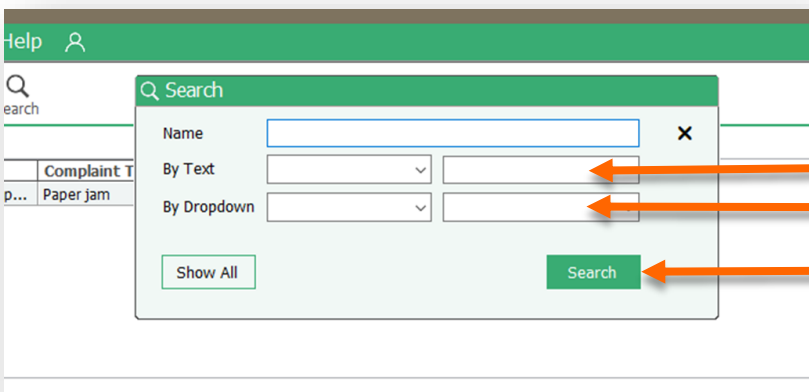 Help
Search
earch
Name
Complaint T
By Text
p... Paper jam
By Dropdown
Show All
Search